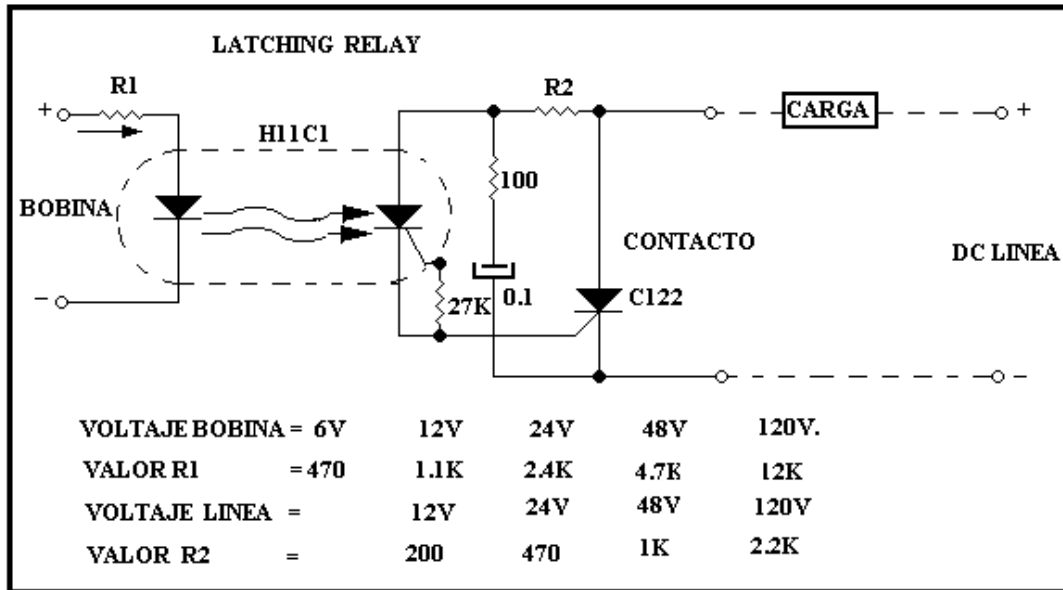 LATCHING RELAY
R1
R2
+
CARGA
+
H11C1
100
BOBINA
CONTACTO
DC LINEA
−
27K
0.1
C122
−
VOLTAJE BOBINA = 6V 12V 24V 48V 120V.
VALOR R1 = 470 1.1K 2.4K 4.7K 12K
VOLTAJE LINEA = 12V 24V 48V 120V
VALOR R2 = 200 470 1K 2.2K